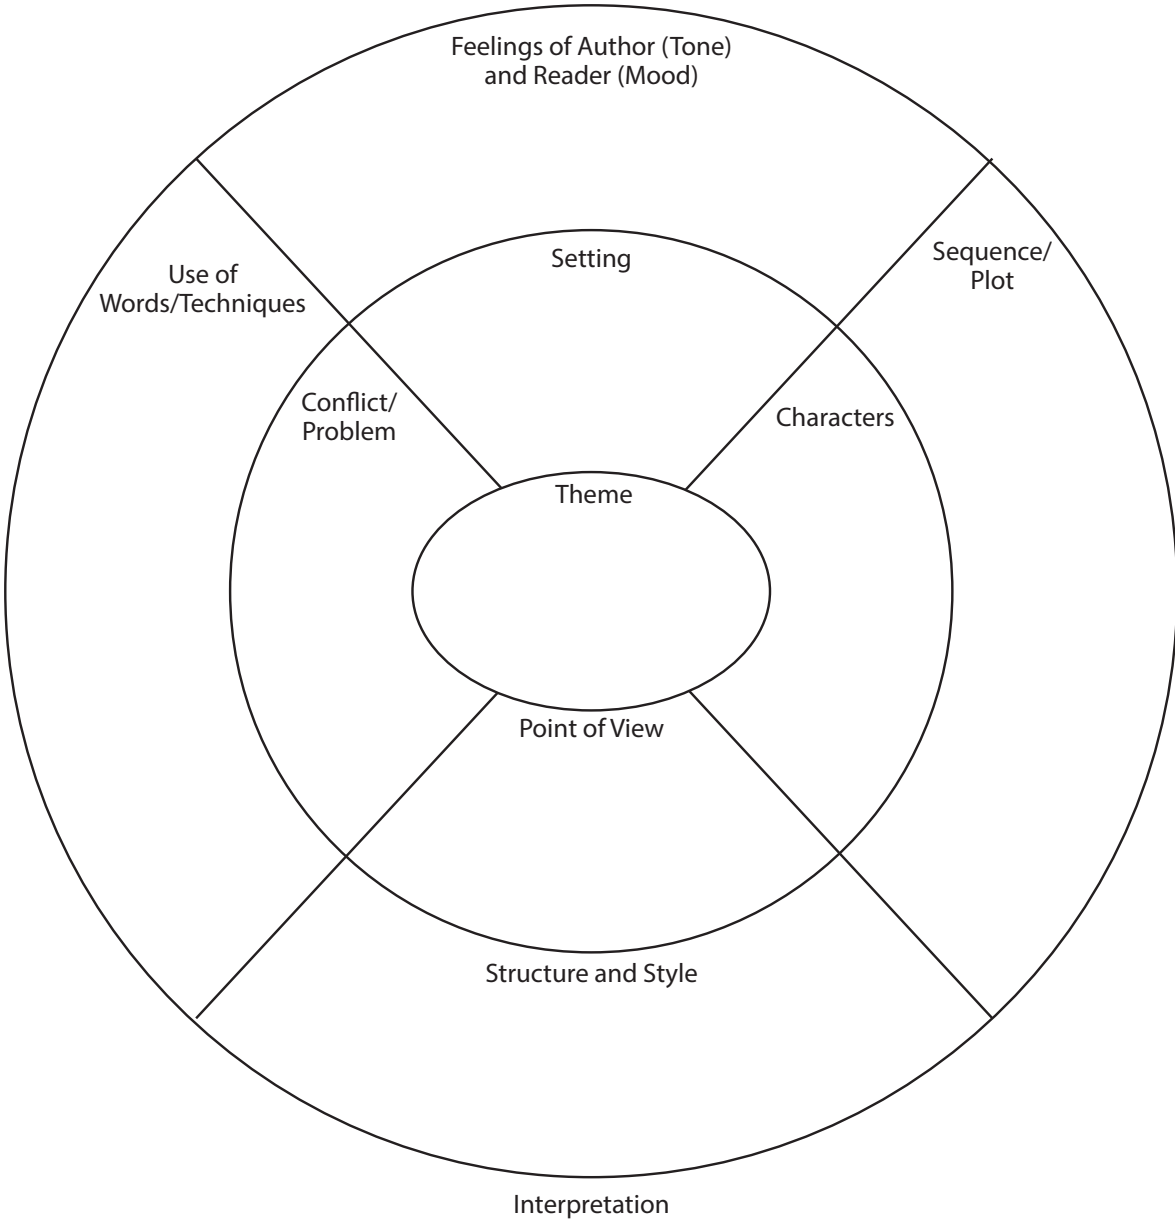 Feelings of Author (Tone)
and Reader (Mood)
Setting
Sequence/
Plot
Use of
Words/Techniques
Conflict/
Problem
Characters
Theme
Point of View
Structure and Style
Interpretation